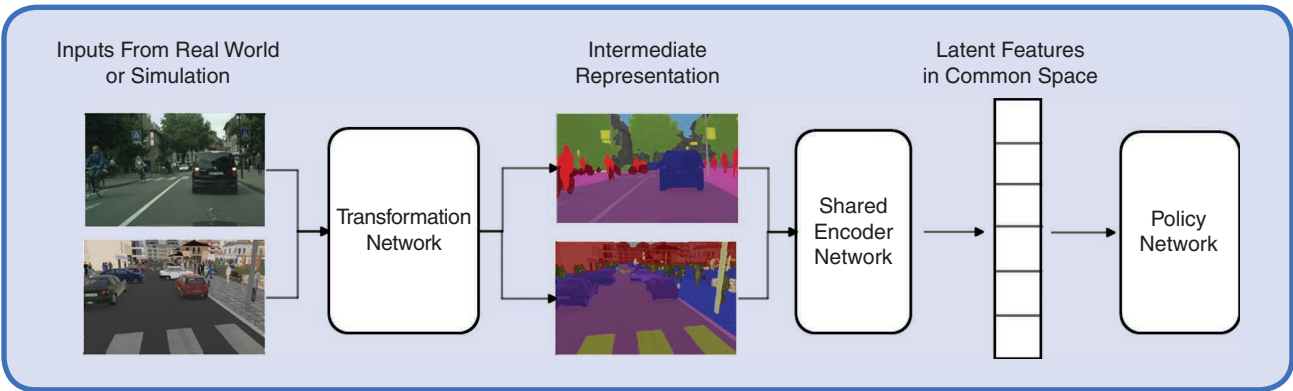 Inputs From Real World
or Simulation
Intermediate
Representation
Latent Features
in Common Space
Transformation
Network
Shared
Encoder
Network
Policy
Network